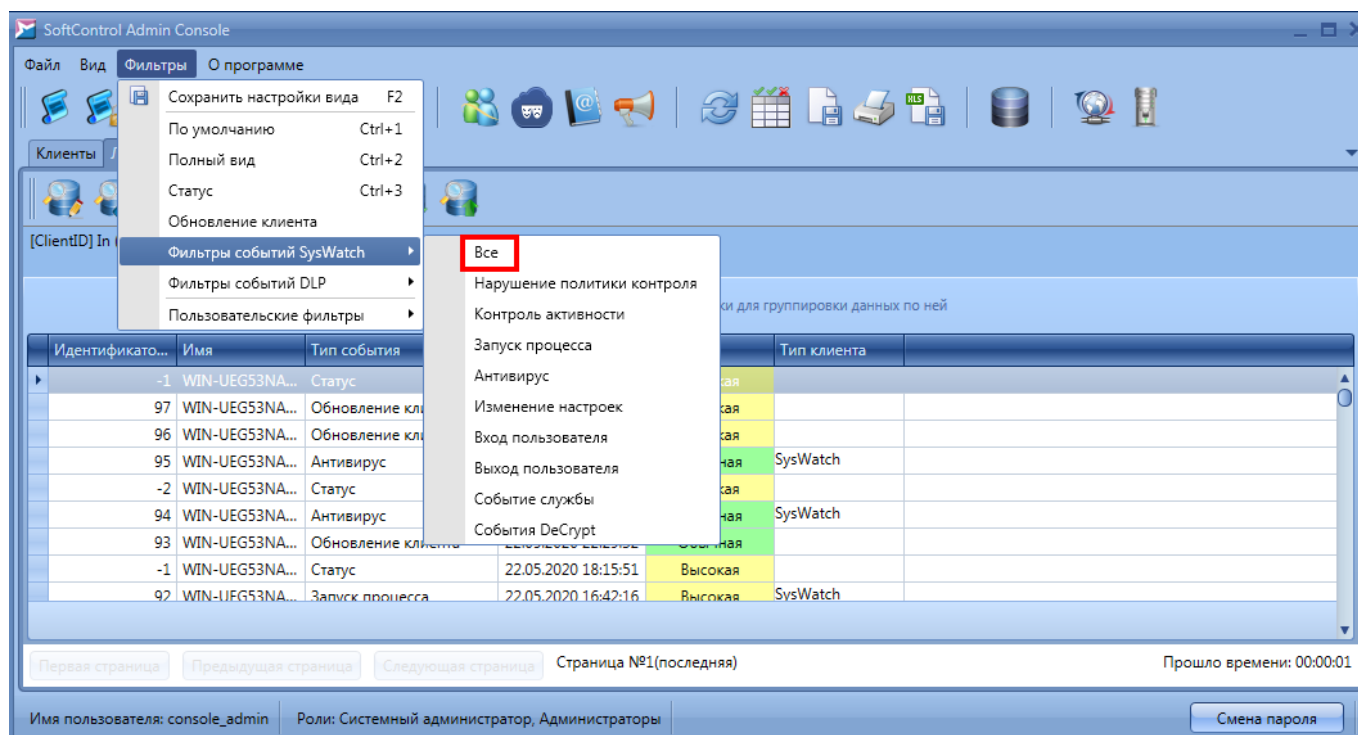 SoftControl Admin Console
Файл Вид Фильтры О программе
Сохранить настройки вида F2
По умолчанию Ctrl+1
Полный вид Ctrl+2
Статус Ctrl+3
Обновление клиента
Фильтры событий SysWatch
Фильтры событий DLP
Пользовательские фильтры
Все
Нарушение политики контроля
Контроль активности
Запуск процесса
Антивирус
Изменение настроек
Вход пользователя
Выход пользователя
Событие службы
События DeCrypt
XLS
Клиенты
[ClientID] In
для группировки данных по ней
Идентификато... Имя Тип события Тип клиента
-1 WIN-UEG53NA... Статус
97 WIN-UEG53NA... Обновление кли
96 WIN-UEG53NA... Обновление кли
95 WIN-UEG53NA... Антивирус SysWatch
-2 WIN-UEG53NA... Статус
94 WIN-UEG53NA... Антивирус SysWatch
93 WIN-UEG53NA... Обновление клиента
-1 WIN-UEG53NA... Статус 22.05.2020 18:15:51 Высокая
92 WIN-UEG53NA... Запуск процесса 22.05.2020 16:42:16 Высокая SysWatch
Первая страница Предыдущая страница Следующая страница Страница №1(последняя) Прошло времени: 00:00:01
Имя пользователя: console_admin Роли: Системный администратор, Администраторы Смена пароля